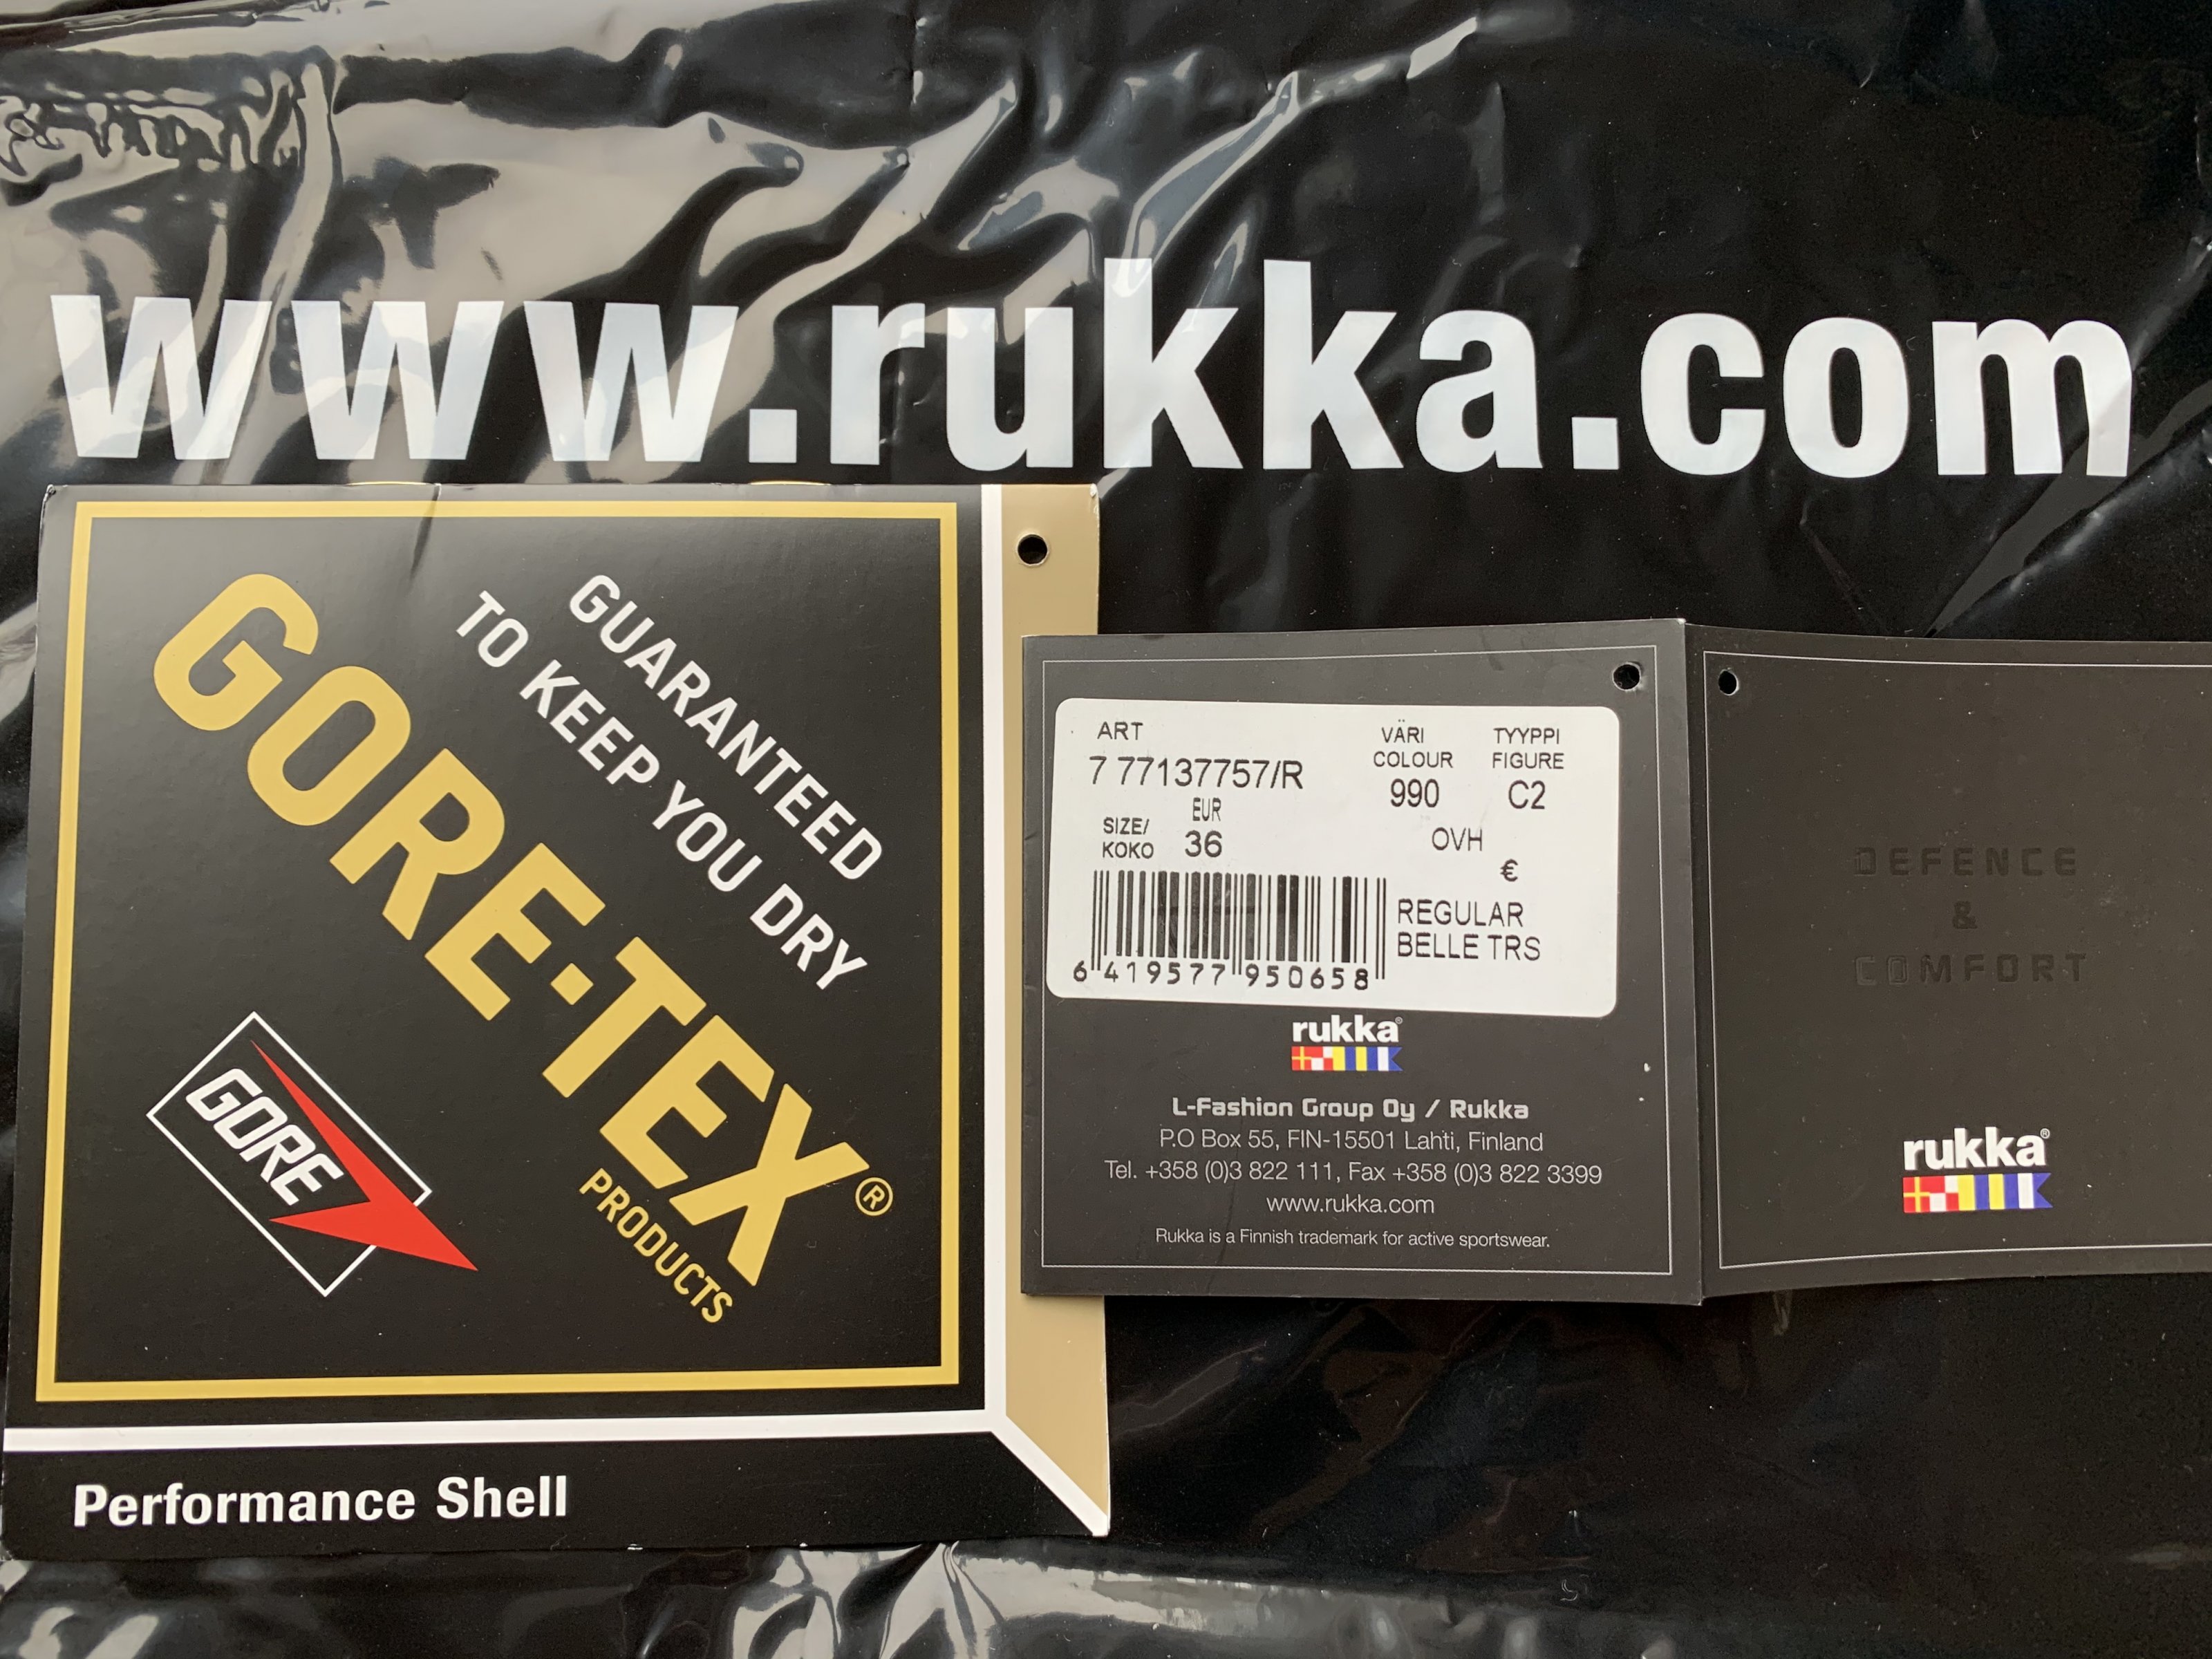 www.rukka.com
GUARANTEED
TO KEEP YOU DRY
GORE-TEX®
PRODUCTS
GORE
Performance Shell
ART
7 77137757/R
VÄRI
COLOUR
990
TYYPPI
FIGURE
C2
SIZE/
KOKO
EUR
36
OVH
€
REGULAR
BELLE TRS
6 419577 950658
rukka®
L-Fashion Group Oy / Rukka
P.O Box 55, FIN-15501 Lahti, Finland
Tel. +358 (0)3 822 111, Fax +358 (0)3 822 3399
www.rukka.com
Rukka is a Finnish trademark for active sportswear.
DEFENCE
&
COMFORT
rukka®